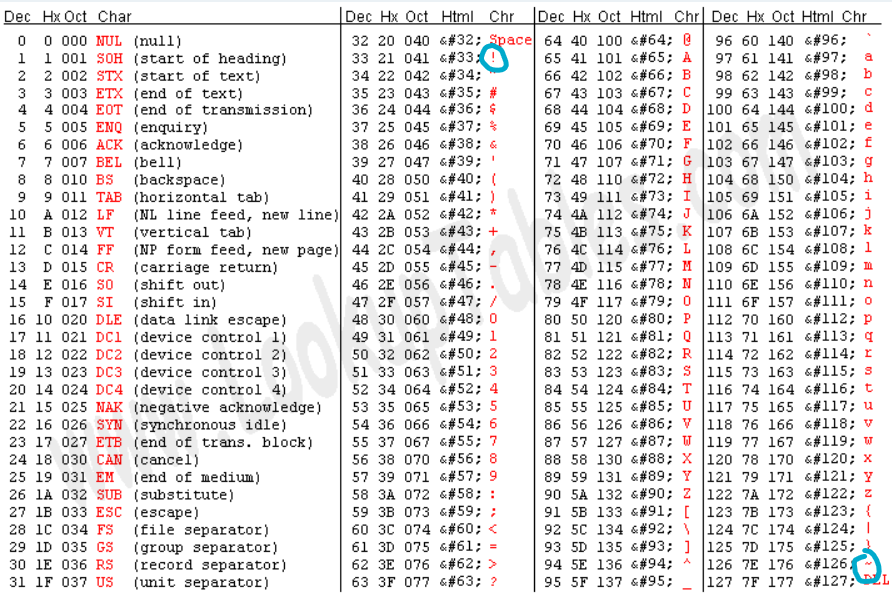 Dec Hx Oct Char Dec Hx Oct Html Chr Dec Hx Oct Html Chr Dec Hx Oct Html Chr
0 0 000 NUL (null) 32 20 040 &#32; Space 64 40 100 &#64; @ 96 60 140 &#96; `
1 1 001 SOH (start of heading) 33 21 041 &#33; ! 65 41 101 &#65; A 97 61 141 &#97; a
2 2 002 STX (start of text) 34 22 042 &#34; " 66 42 102 &#66; B 98 62 142 &#98; b
3 3 003 ETX (end of text) 35 23 043 &#35; # 67 43 103 &#67; C 99 63 143 &#99; c
4 4 004 EOT (end of transmission) 36 24 044 &#36; $ 68 44 104 &#68; D 100 64 144 &#100; d
5 5 005 ENQ (enquiry) 37 25 045 &#37; % 69 45 105 &#69; E 101 65 145 &#101; e
6 6 006 ACK (acknowledge) 38 26 046 &#38; & 70 46 106 &#70; F 102 66 146 &#102; f
7 7 007 BEL (bell) 39 27 047 &#39; ' 71 47 107 &#71; G 103 67 147 &#103; g
8 8 010 BS (backspace) 40 28 050 &#40; ( 72 48 110 &#72; H 104 68 150 &#104; h
9 9 011 TAB (horizontal tab) 41 29 051 &#41; ) 73 49 111 &#73; I 105 69 151 &#105; i
10 A 012 LF (NL line feed, new line) 42 2A 052 &#42; * 74 4A 112 &#74; J 106 6A 152 &#106; j
11 B 013 VT (vertical tab) 43 2B 053 &#43; + 75 4B 113 &#75; K 107 6B 153 &#107; k
12 C 014 FF (NP form feed, new page) 44 2C 054 &#44; , 76 4C 114 &#76; L 108 6C 154 &#108; l
13 D 015 CR (carriage return) 45 2D 055 &#45; - 77 4D 115 &#77; M 109 6D 155 &#109; m
14 E 016 SO (shift out) 46 2E 056 &#46; . 78 4E 116 &#78; N 110 6E 156 &#110; n
15 F 017 SI (shift in) 47 2F 057 &#47; / 79 4F 117 &#79; O 111 6F 157 &#111; o
16 10 020 DLE (data link escape) 48 30 060 &#48; 0 80 50 120 &#80; P 112 70 160 &#112; p
17 11 021 DC1 (device control 1) 49 31 061 &#49; 1 81 51 121 &#81; Q 113 71 161 &#113; q
18 12 022 DC2 (device control 2) 50 32 062 &#50; 2 82 52 122 &#82; R 114 72 162 &#114; r
19 13 023 DC3 (device control 3) 51 33 063 &#51; 3 83 53 123 &#83; S 115 73 163 &#115; s
20 14 024 DC4 (device control 4) 52 34 064 &#52; 4 84 54 124 &#84; T 116 74 164 &#116; t
21 15 025 NAK (negative acknowledge) 53 35 065 &#53; 5 85 55 125 &#85; U 117 75 165 &#117; u
22 16 026 SYN (synchronous idle) 54 36 066 &#54; 6 86 56 126 &#86; V 118 76 166 &#118; v
23 17 027 ETB (end of trans. block) 55 37 067 &#55; 7 87 57 127 &#87; W 119 77 167 &#119; w
24 18 030 CAN (cancel) 56 38 070 &#56; 8 88 58 130 &#88; X 120 78 170 &#120; x
25 19 031 EM (end of medium) 57 39 071 &#57; 9 89 59 131 &#89; Y 121 79 171 &#121; y
26 1A 032 SUB (substitute) 58 3A 072 &#58; : 90 5A 132 &#90; Z 122 7A 172 &#122; z
27 1B 033 ESC (escape) 59 3B 073 &#59; ; 91 5B 133 &#91; [ 123 7B 173 &#123; {
28 1C 034 FS (file separator) 60 3C 074 &#60; < 92 5C 134 &#92; \ 124 7C 174 &#124; |
29 1D 035 GS (group separator) 61 3D 075 &#61; = 93 5D 135 &#93; ] 125 7D 175 &#125; }
30 1E 036 RS (record separator) 62 3E 076 &#62; > 94 5E 136 &#94; ^ 126 7E 176 &#126; ~
31 1F 037 US (unit separator) 63 3F 077 &#63; ? 95 5F 137 &#95; _ 127 7F 177 &#127; DEL
www.LookupTables.com